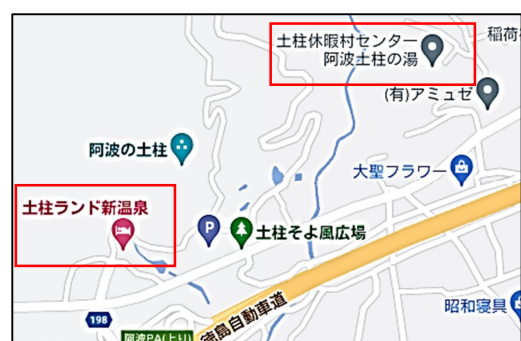 土柱休暇村センター
阿波土柱の湯
稲荷
(有)アミュゼ
阿波の土柱
大聖フラワー
土柱ランド新温泉
P
土柱そよ風広場
198
徳島自動車道
昭和寝具
阿波PA(上り)